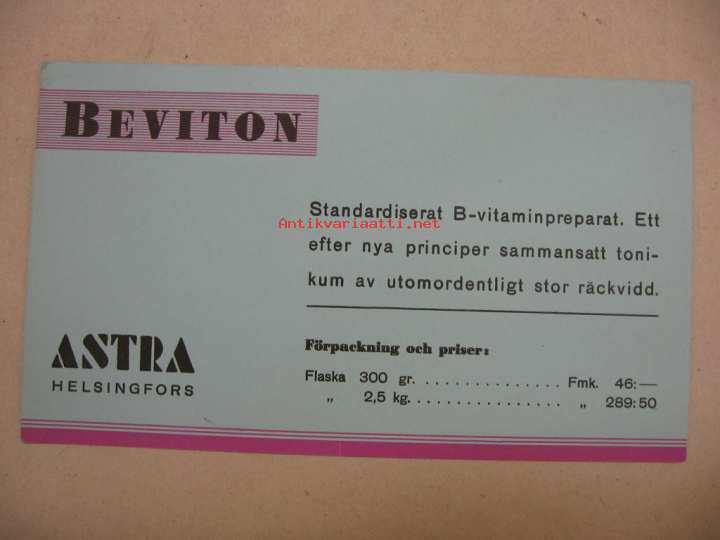 BEVITON
Standardiserat B-vitaminpreparat. Ett
Antikvariaatti.net
efter nya principer sammansatt toni-
kum av utomordentligt stor räckvidd.
ASTRA
HELSINGFORS
Förpackning och priser:
Flaska 300 gr. . . . . . . . . . . . . . . . Fmk. 46:—
„ 2,5 kg. . . . . . . . . . . . . . . . . „ 289:50